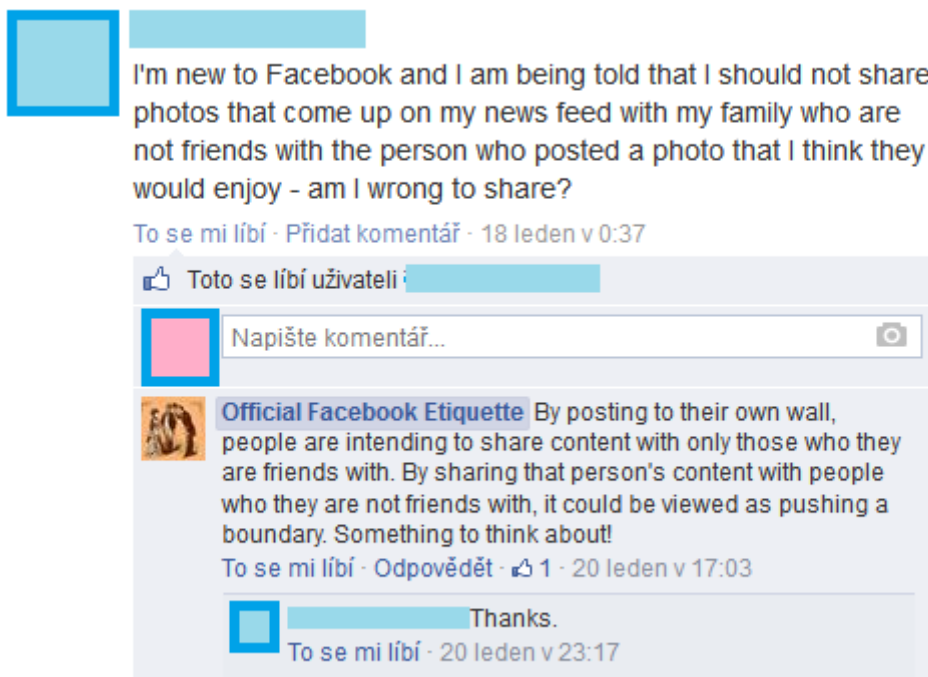 I'm new to Facebook and I am being told that I should not share
photos that come up on my news feed with my family who are
not friends with the person who posted a photo that I think they
would enjoy - am I wrong to share?
To se mi líbí · Přidat komentář · 18 leden v 0:37
Toto se líbí uživateli
Napište komentář...
Official Facebook Etiquette By posting to their own wall,
people are intending to share content with only those who they
are friends with. By sharing that person's content with people
who they are not friends with, it could be viewed as pushing a
boundary. Something to think about!
To se mi líbí · Odpovědět · 1 · 20 leden v 17:03
Thanks.
To se mi líbí · 20 leden v 23:17